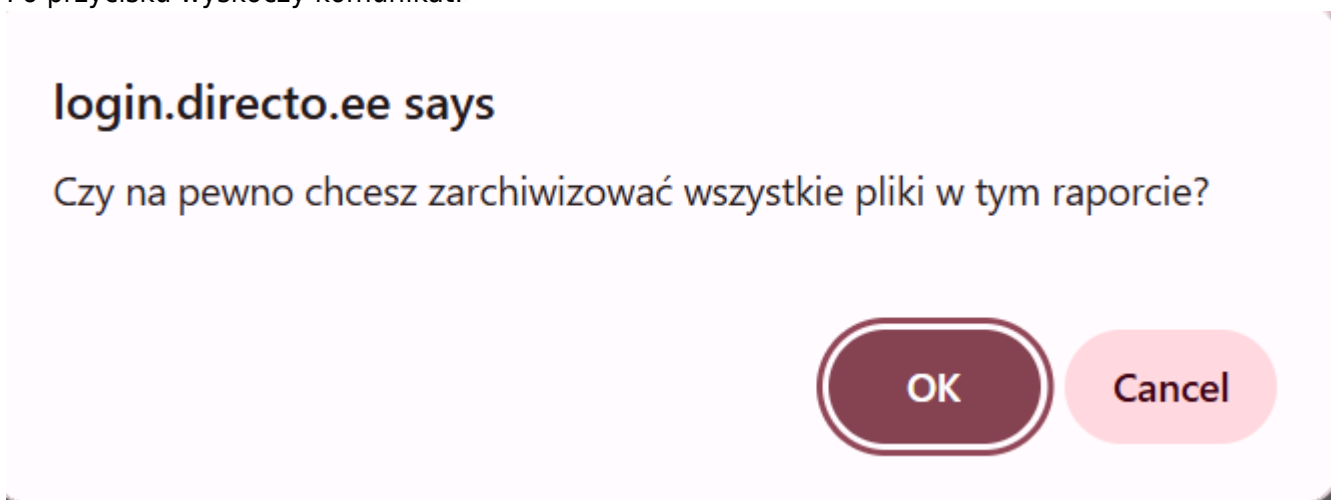 login.directo.ee says
Czy na pewno chcesz zarchiwizować wszystkie pliki w tym raporcie?
OK
Cancel